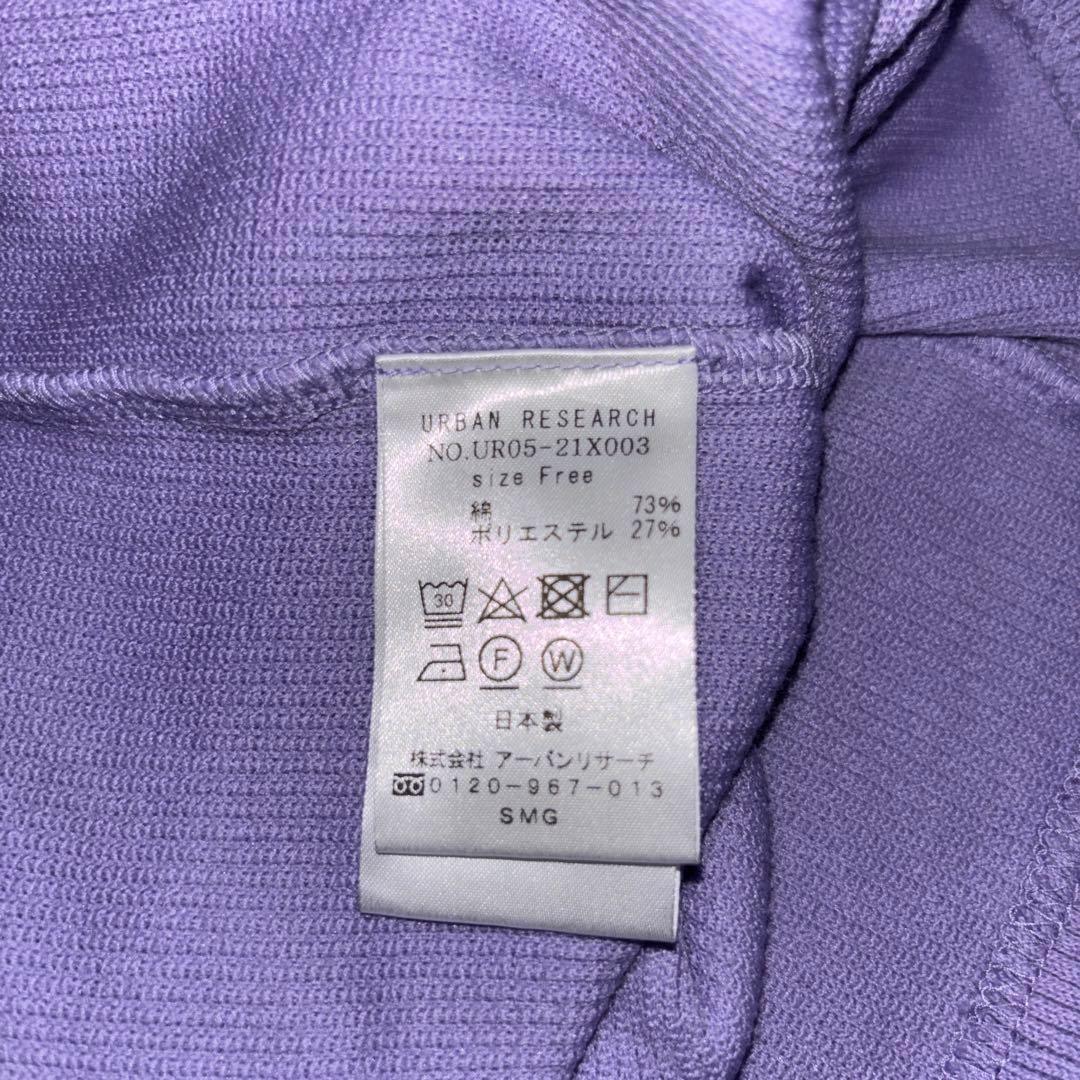 URBAN RESEARCH
NO.UR05-21X003
size Free
綿 73%
ポリエステル 27%
30
F W
日本製
株式会社 アーバンリサーチ
0120-967-013
SMG